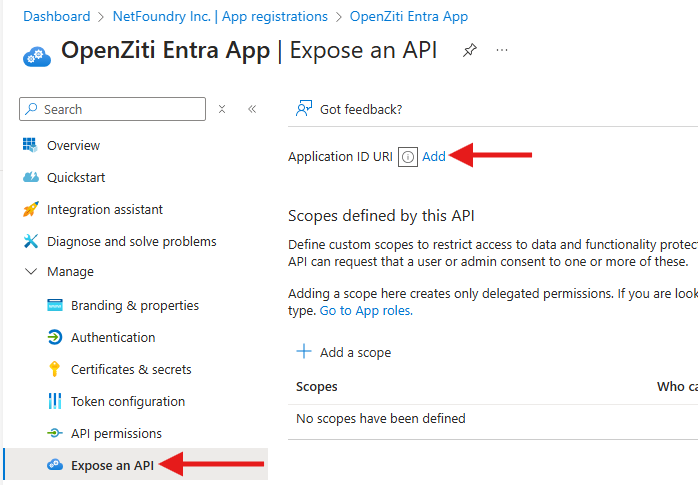 Dashboard > NetFoundry Inc. | App registrations > OpenZiti Entra App >
OpenZiti Entra App | Expose an API
Search
Got feedback?
Overview
Quickstart
Integration assistant
Diagnose and solve problems
Manage
Branding & properties
Authentication
Certificates & secrets
Token configuration
API permissions
Expose an API
Application ID URI Add
Scopes defined by this API
Define custom scopes to restrict access to data and functionality protec
API can request that a user or admin consent to one or more of these.
Adding a scope here creates only delegated permissions. If you are look
type. Go to App roles.
Add a scope
Scopes Who ca
No scopes have been defined